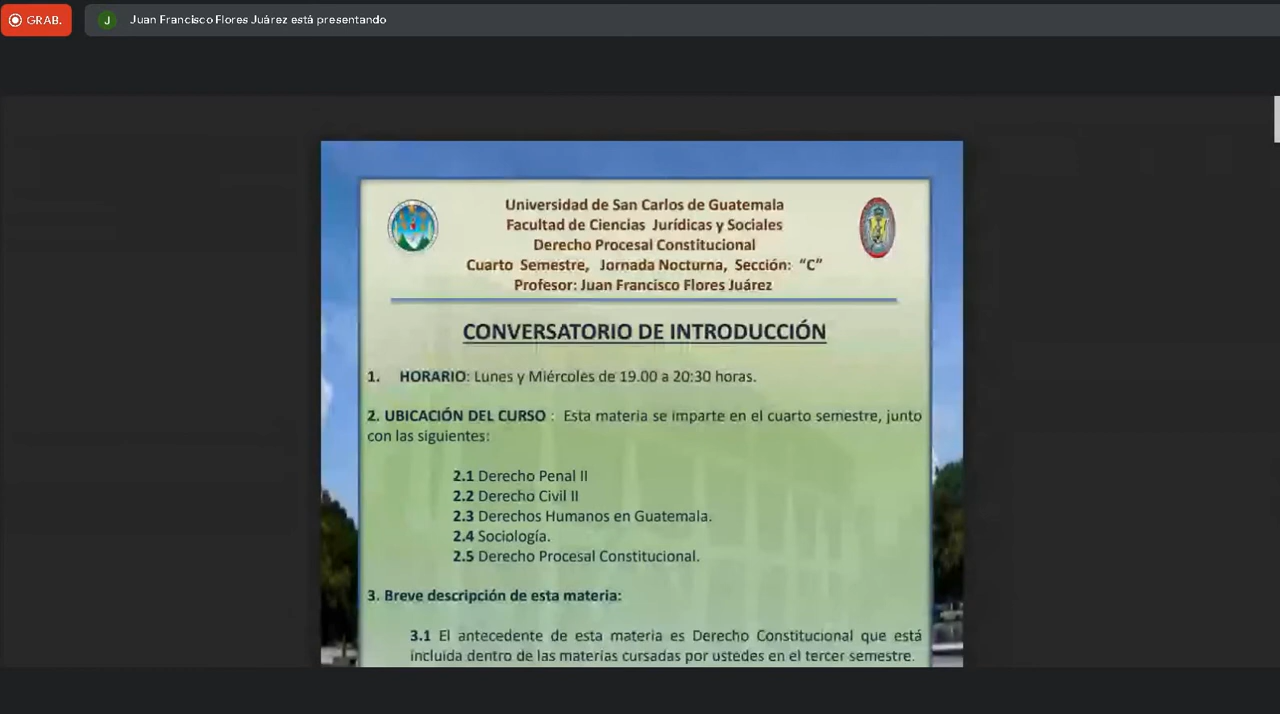 GRAB.
J
Juan Francisco Flores Juárez está presentando
Universidad de San Carlos de Guatemala
Facultad de Ciencias Jurídicas y Sociales
Derecho Procesal Constitucional
Cuarto Semestre, Jornada Nocturna, Sección: “C”
Profesor: Juan Francisco Flores Juárez
CONVERSATORIO DE INTRODUCCIÓN
1. HORARIO: Lunes y Miércoles de 19.00 a 20:30 horas.
2. UBICACIÓN DEL CURSO : Esta materia se imparte en el cuarto semestre, junto
con las siguientes:
2.1 Derecho Penal II
2.2 Derecho Civil II
2.3 Derechos Humanos en Guatemala.
2.4 Sociología.
2.5 Derecho Procesal Constitucional.
3. Breve descripción de esta materia:
3.1 El antecedente de esta materia es Derecho Constitucional que está
incluida dentro de las materias cursadas por ustedes en el tercer semestre.